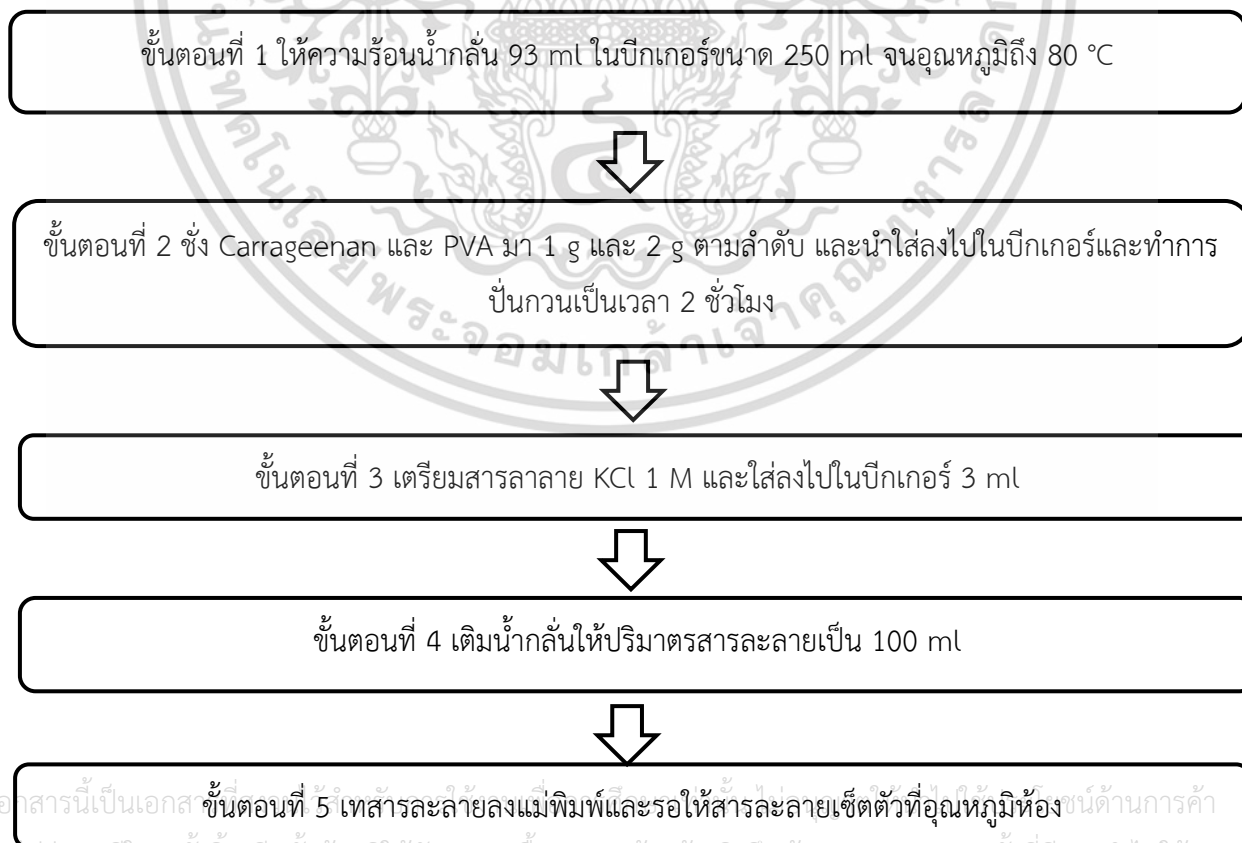 ขั้นตอนที่ 1 ให้ความร้อนน้ำกลั่น 93 ml ในบีกเกอร์ขนาด 250 ml จนอุณหภูมิถึง 80 °C
ขั้นตอนที่ 2 ชั่ง Carrageenan และ PVA มา 1 g และ 2 g ตามลำดับ และนำใส่ลงไปในบีกเกอร์และทำการ
ปั่นกวนเป็นเวลา 2 ชั่วโมง
ขั้นตอนที่ 3 เตรียมสารลาลาย KCl 1 M และใส่ลงไปในบีกเกอร์ 3 ml
ขั้นตอนที่ 4 เติมน้ำกลั่นให้ปริมาตรสารละลายเป็น 100 ml
ขั้นตอนที่ 5 เทสารละลายลงแม่พิมพ์และรอให้สารละลายเซ็ตตัวที่อุณหภูมิห้อง